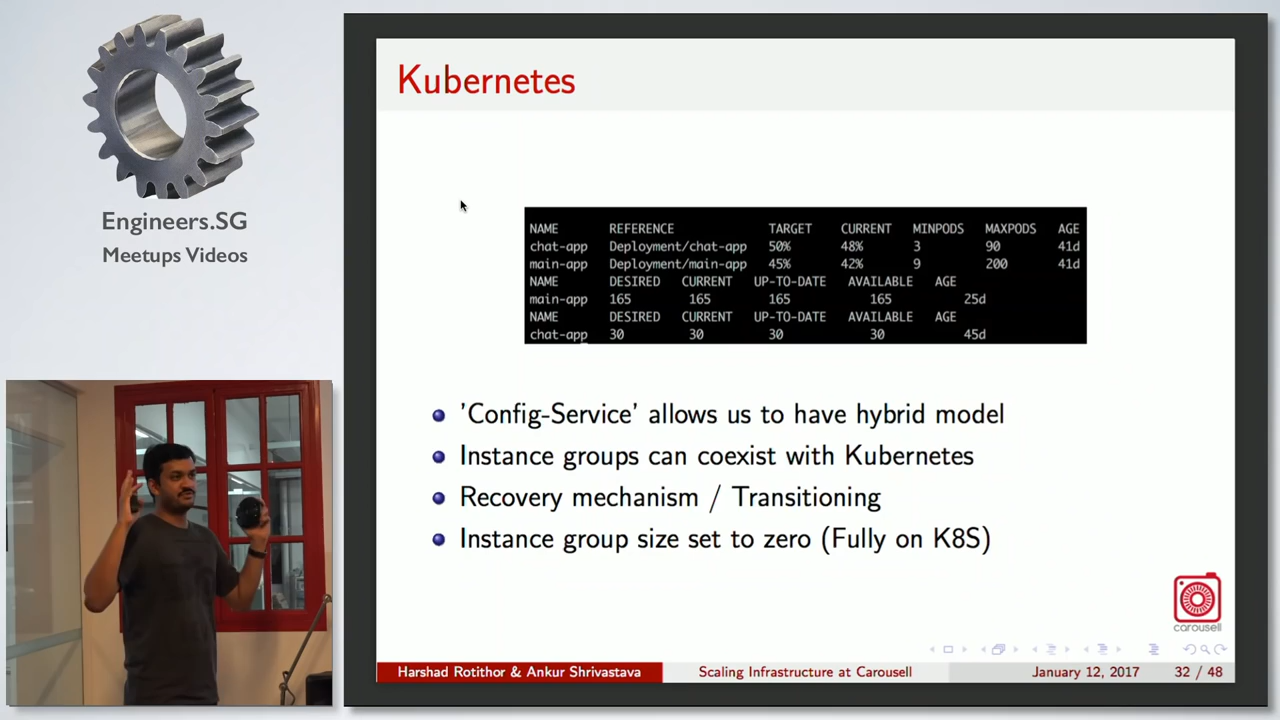 Engineers.SG
Meetups Videos
Kubernetes
NAME REFERENCE TARGET CURRENT MINPODS MAXPODS AGE
chat-app Deployment/chat-app 50% 48% 3 90 41d
main-app Deployment/main-app 45% 42% 9 200 41d
NAME DESIRED CURRENT UP-TO-DATE AVAILABLE AGE
main-app 165 165 165 165 25d
NAME DESIRED CURRENT UP-TO-DATE AVAILABLE AGE
chat-app 30 30 30 30 45d
'Config-Service' allows us to have hybrid model
Instance groups can coexist with Kubernetes
Recovery mechanism / Transitioning
Instance group size set to zero (Fully on K8S)
carousell
Harshad Rotithor & Ankur Shrivastava Scaling Infrastructure at Carousell January 12, 2017 32 / 48